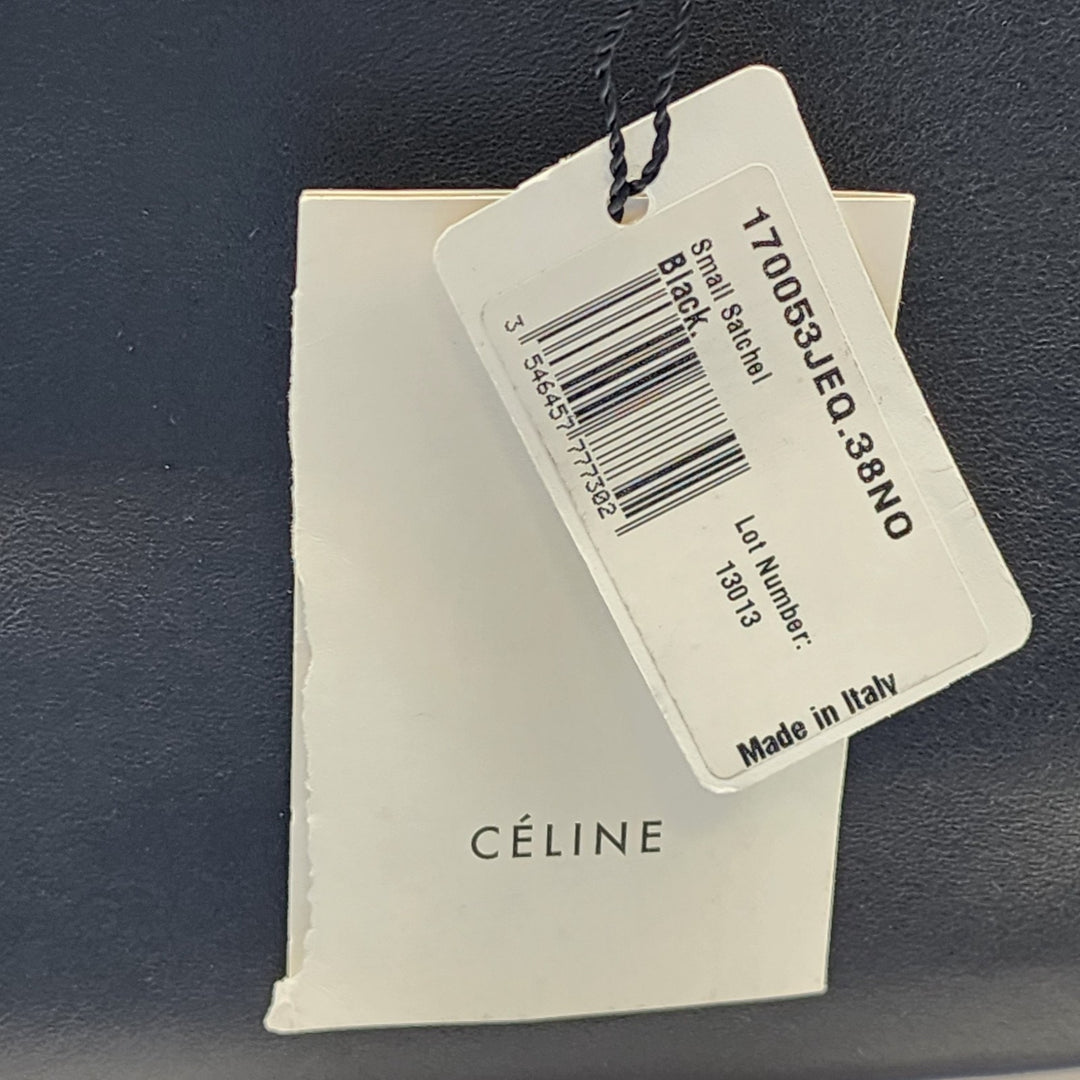 170053JEQ.38NO
Small Satchel
Black.
3 546457 777302
Lot Number:
13013
Made in Italy
CÉLINE